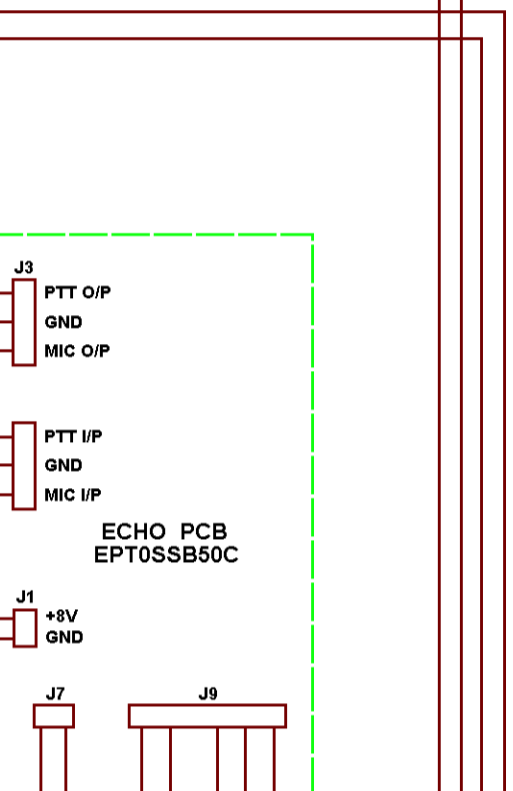 J3
PTT O/P
GND
MIC O/P
PTT I/P
GND
MIC I/P
ECHO PCB
EPT0SSB50C
J1
+8V
GND
J7
J9